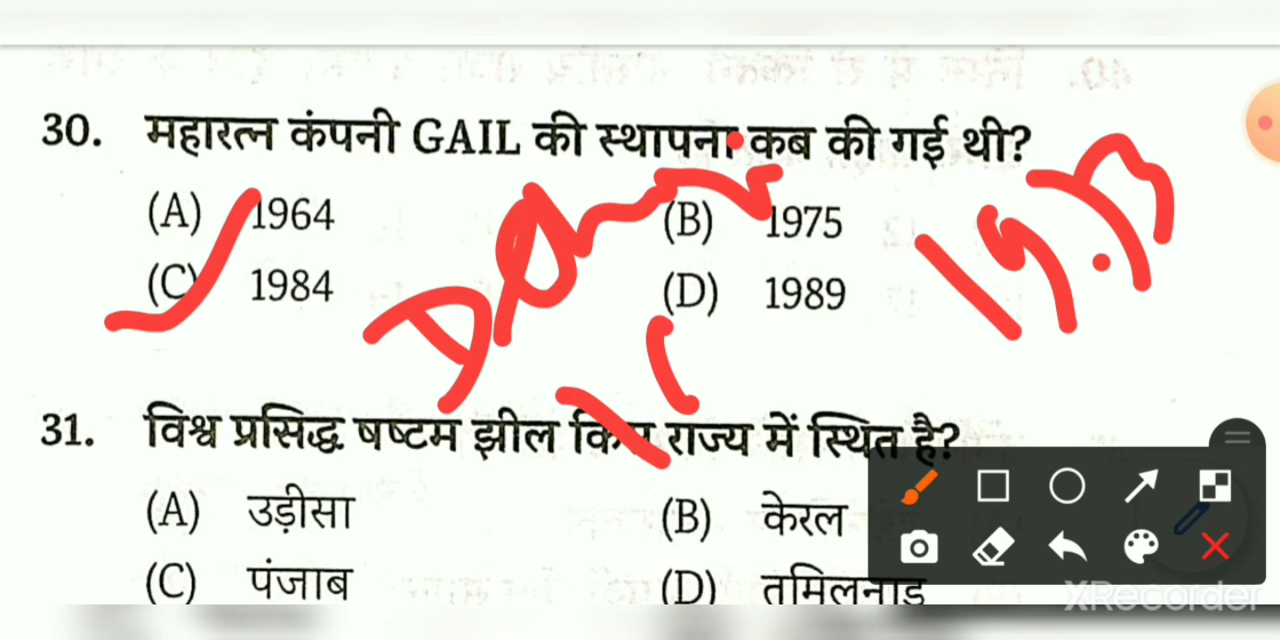 30. महारत्न कंपनी GAIL की स्थापना कब की गई थी?
(A) 1964 (B) 1975
(C) 1984 (D) 1989
31. विश्व प्रसिद्ध षष्टम झील किस राज्य में स्थित है?
(A) उड़ीसा (B) केरल
(C) पंजाब (D) तमिलनाडु
XRecorder